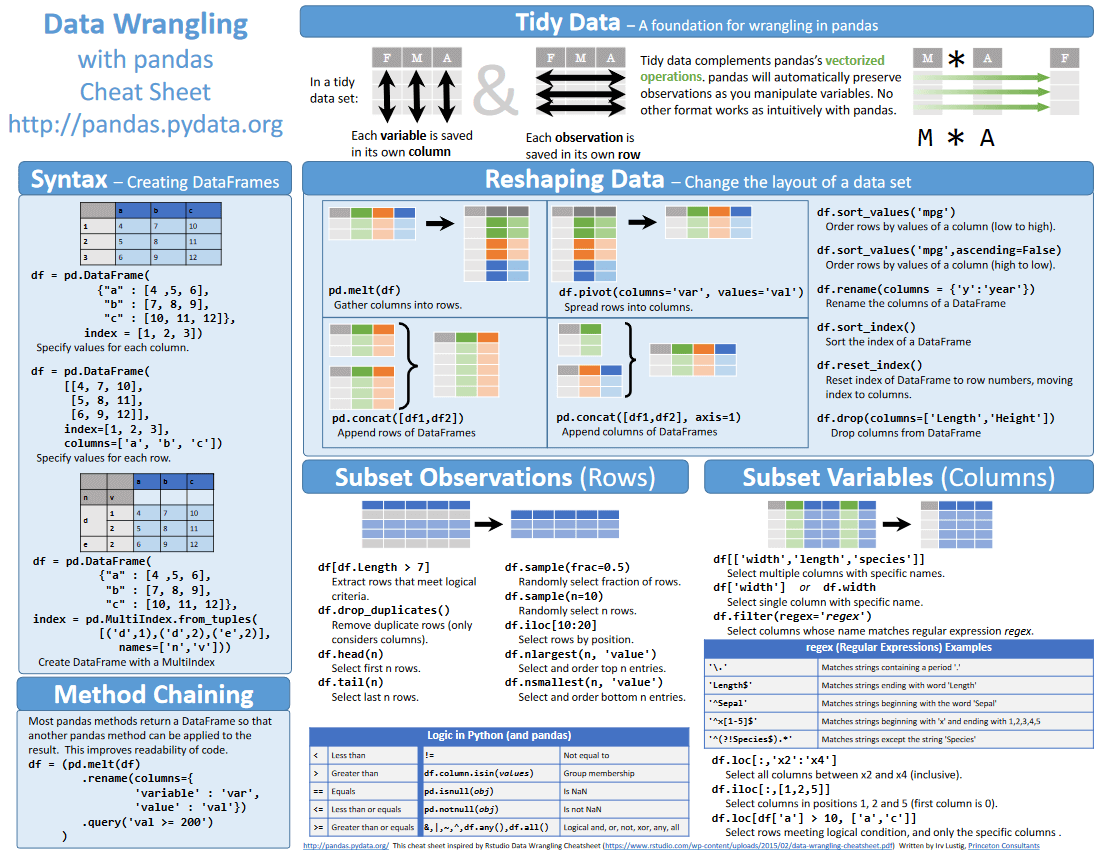 Data Wrangling
with pandas
Cheat Sheet
http://pandas.pydata.org
Tidy Data – A foundation for wrangling in pandas
In a tidy
data set:
F M A
Each variable is saved
in its own column
&
F M A
Each observation is
saved in its own row
Tidy data complements pandas's vectorized
operations. pandas will automatically preserve
observations as you manipulate variables. No
other format works as intuitively with pandas.
M * A F
M * A
Syntax – Creating DataFrames
a b c
1 4 7 10
2 5 8 11
3 6 9 12
df = pd.DataFrame(
{"a" : [4 ,5, 6],
"b" : [7, 8, 9],
"c" : [10, 11, 12]},
index = [1, 2, 3])
Specify values for each column.
df = pd.DataFrame(
[[4, 7, 10],
[5, 8, 11],
[6, 9, 12]],
index=[1, 2, 3],
columns=['a', 'b', 'c'])
Specify values for each row.
a b c
n v
d 1 4 7 10
2 5 8 11
e 2 6 9 12
df = pd.DataFrame(
{"a" : [4 ,5, 6],
"b" : [7, 8, 9],
"c" : [10, 11, 12]},
index = pd.MultiIndex.from_tuples(
[('d',1),('d',2),('e',2)],
names=['n','v']))
Create DataFrame with a MultiIndex
Method Chaining
Most pandas methods return a DataFrame so that
another pandas method can be applied to the
result. This improves readability of code.
df = (pd.melt(df)
.rename(columns={
'variable' : 'var',
'value' : 'val'})
.query('val >= 200')
)
Reshaping Data – Change the layout of a data set
pd.melt(df)
Gather columns into rows.
df.pivot(columns='var', values='val')
Spread rows into columns.
pd.concat([df1,df2])
Append rows of DataFrames
pd.concat([df1,df2], axis=1)
Append columns of DataFrames
df.sort_values('mpg')
Order rows by values of a column (low to high).
df.sort_values('mpg',ascending=False)
Order rows by values of a column (high to low).
df.rename(columns = {'y':'year'})
Rename the columns of a DataFrame
df.sort_index()
Sort the index of a DataFrame
df.reset_index()
Reset index of DataFrame to row numbers, moving
index to columns.
df.drop(columns=['Length','Height'])
Drop columns from DataFrame
Subset Observations (Rows)
df[df.Length > 7]
Extract rows that meet logical
criteria.
df.drop_duplicates()
Remove duplicate rows (only
considers columns).
df.head(n)
Select first n rows.
df.tail(n)
Select last n rows.
df.sample(frac=0.5)
Randomly select fraction of rows.
df.sample(n=10)
Randomly select n rows.
df.iloc[10:20]
Select rows by position.
df.nlargest(n, 'value')
Select and order top n entries.
df.nsmallest(n, 'value')
Select and order bottom n entries.
Logic in Python (and pandas)
< Less than != Not equal to
> Greater than df.column.isin(values) Group membership
== Equals pd.isnull(obj) Is NaN
<= Less than or equals pd.notnull(obj) Is not NaN
>= Greater than or equals &,|,~,^,df.any(),df.all() Logical and, or, not, xor, any, all
Subset Variables (Columns)
df[['width','length','species']]
Select multiple columns with specific names.
df['width'] or df.width
Select single column with specific name.
df.filter(regex='regex')
Select columns whose name matches regular expression regex.
regex (Regular Expressions) Examples
'\.' Matches strings containing a period '.'
'Length$' Matches strings ending with word 'Length'
'^Sepal' Matches strings beginning with the word 'Sepal'
'^x[1-5]$' Matches strings beginning with 'x' and ending with 1,2,3,4,5
'^(?!Species$).*' Matches strings except the string 'Species'
df.loc[:,'x2':'x4']
Select all columns between x2 and x4 (inclusive).
df.iloc[:,[1,2,5]]
Select columns in positions 1, 2 and 5 (first column is 0).
df.loc[df['a'] > 10, ['a','c']]
Select rows meeting logical condition, and only the specific columns .
http://pandas.pydata.org/ This cheat sheet inspired by Rstudio Data Wrangling Cheatsheet (https://www.rstudio.com/wp-content/uploads/2015/02/data-wrangling-cheatsheet.pdf) Written by Irv Lustig, Princeton Consultants